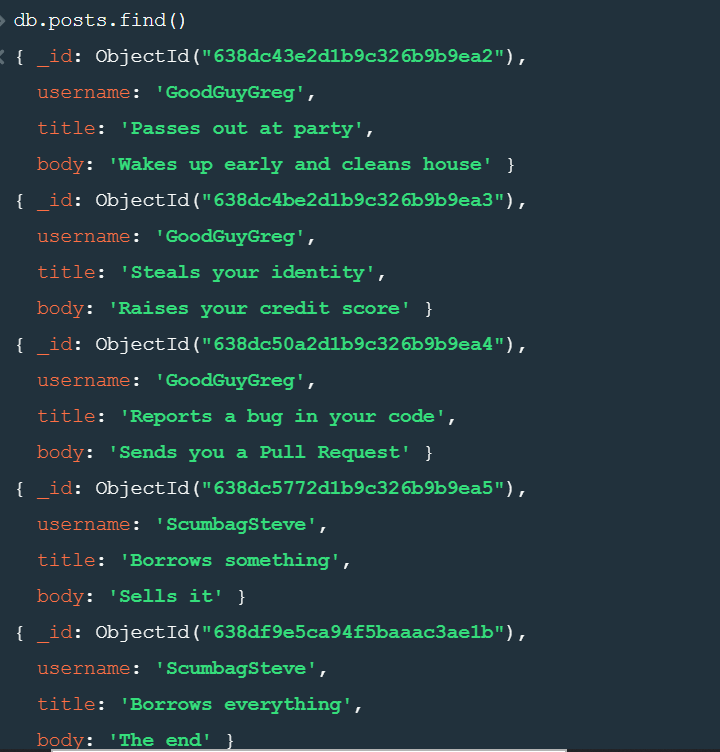 db.posts.find()
{ _id: ObjectId("638dc43e2d1b9c326b9b9ea2"),
username: 'GoodGuyGreg',
title: 'Passes out at party',
body: 'Wakes up early and cleans house' }
{ _id: ObjectId("638dc4be2d1b9c326b9b9ea3"),
username: 'GoodGuyGreg',
title: 'Steals your identity',
body: 'Raises your credit score' }
{ _id: ObjectId("638dc50a2d1b9c326b9b9ea4"),
username: 'GoodGuyGreg',
title: 'Reports a bug in your code',
body: 'Sends you a Pull Request' }
{ _id: ObjectId("638dc5772d1b9c326b9b9ea5"),
username: 'ScumbagSteve',
title: 'Borrows something',
body: 'Sells it' }
{ _id: ObjectId("638df9e5ca94f5baaac3ae1b"),
username: 'ScumbagSteve',
title: 'Borrows everything',
body: 'The end' }